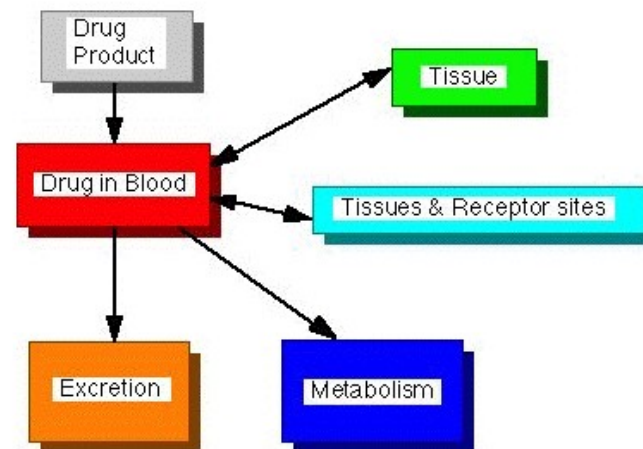 Drug
Product
Tissue
Drug in Blood
Tissues & Receptor sites
Excretion
Metabolism